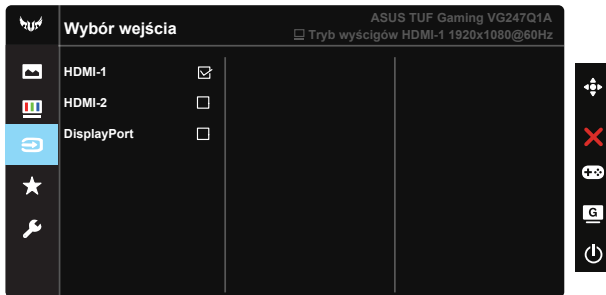 ASUS TUF Gaming VG247Q1A
Wybór wejścia
Tryb wyścigów HDMI-1 1920x1080@60Hz
HDMI-1
HDMI-2
DisplayPort
G